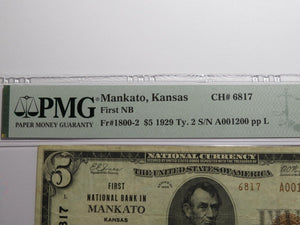 PMG
PAPER MONEY GUARANTY
Mankato, Kansas CH# 6817
First NB
Fr#1800-2 $5 1929 Ty. 2 S/N A001200 pp L
NATIONAL CURRENCY
THE UNITED STATES OF AMERICA
5
L
FIRST
NATIONAL BANK IN
MANKATO
KANSAS
6817
A001
6817